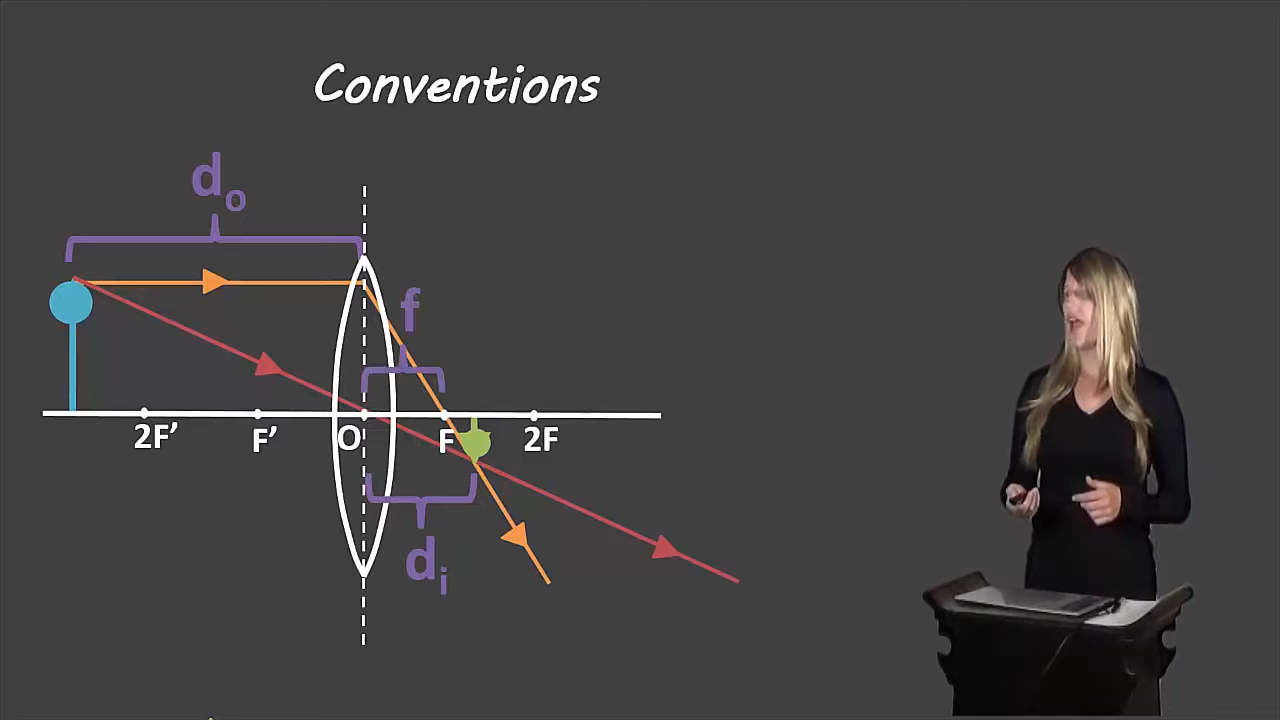 Conventions
dₒ
f
2F’ F’ O F 2F
dᵢ